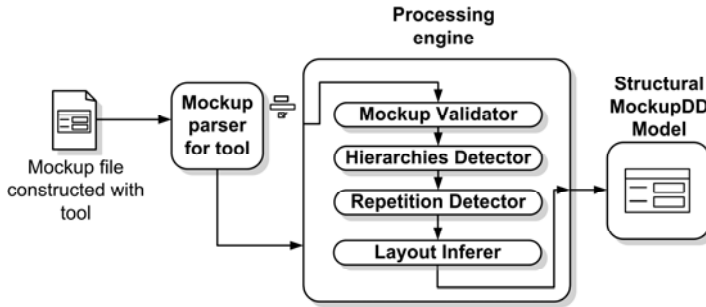 Processing
engine
Mockup
parser
for tool
Mockup file
constructed with
tool
Mockup Validator
Hierarchies Detector
Repetition Detector
Layout Inferer
Structural
MockupDD
Model